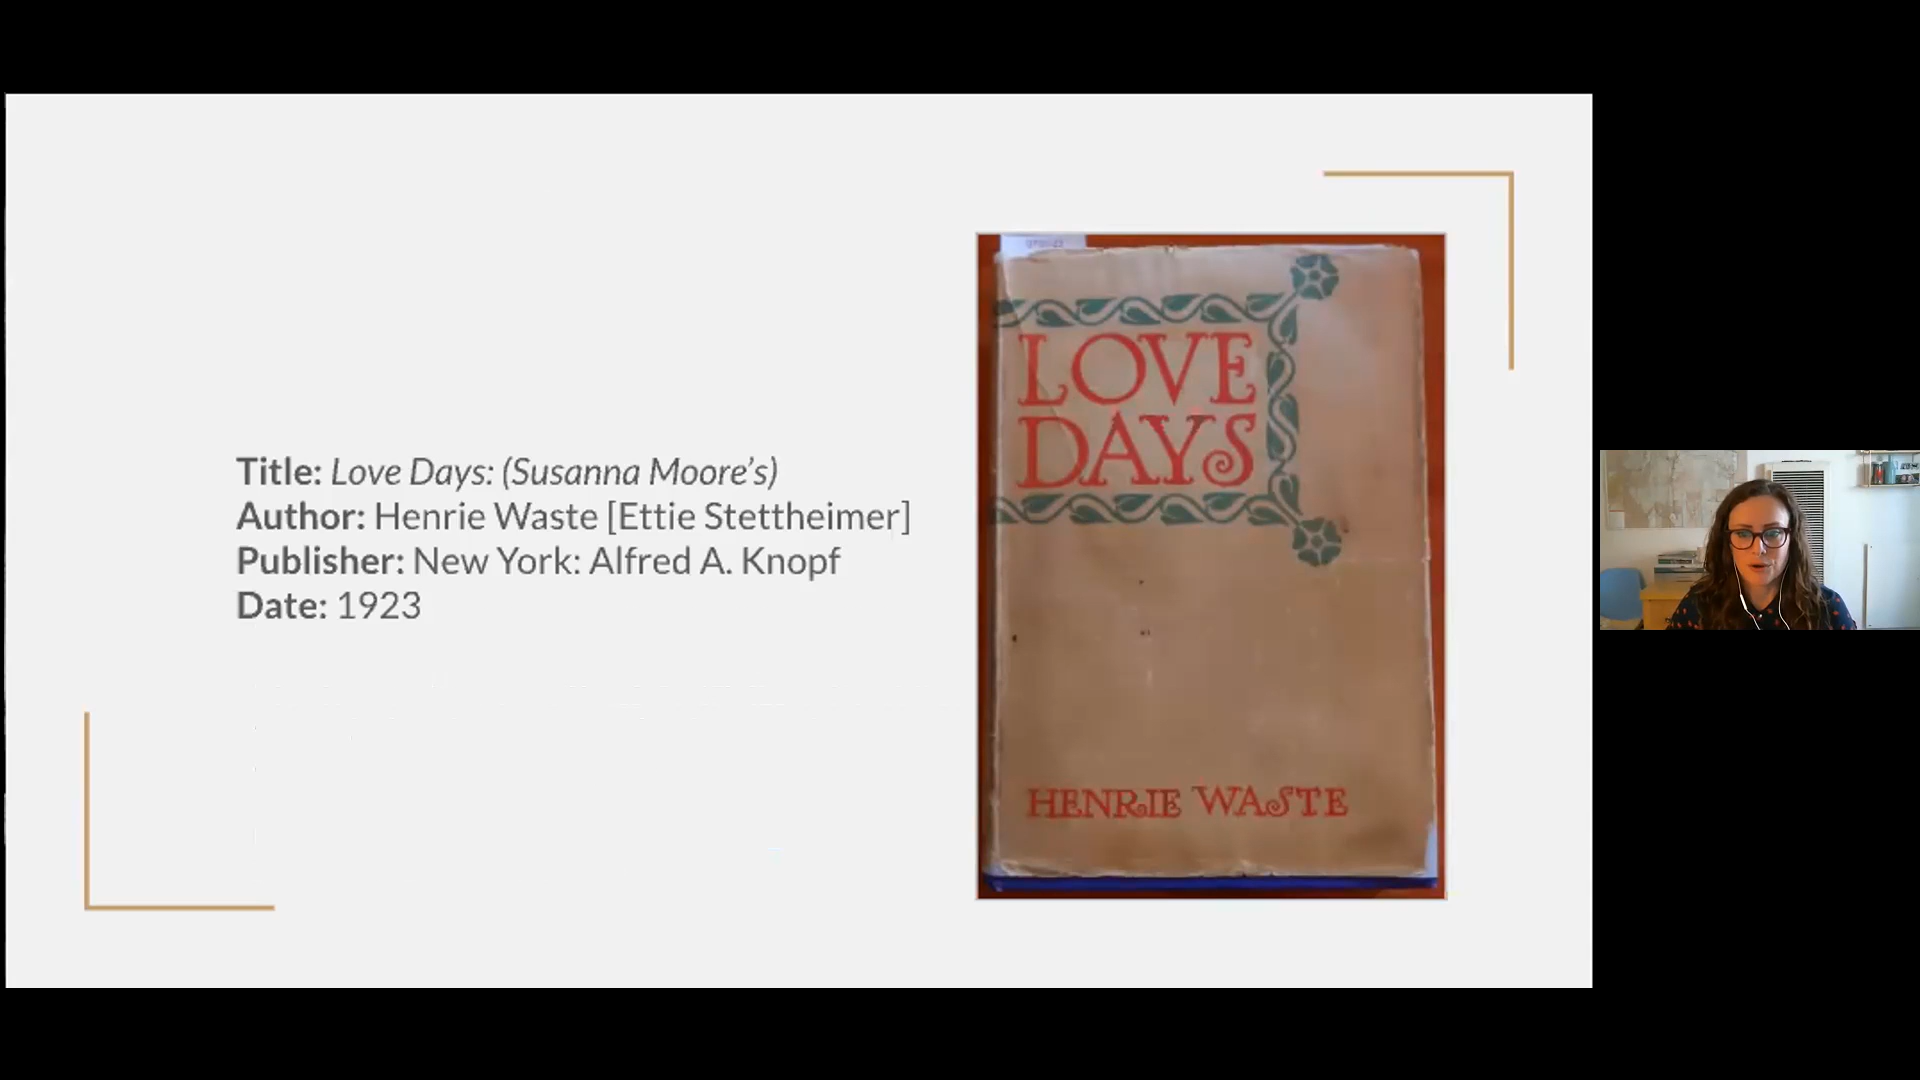 Title: Love Days: (Susanna Moore's)
Author: Henrie Waste [Ettie Stettheimer]
Publisher: New York: Alfred A. Knopf
Date: 1923
LOVE
DAYS
HENRIE WASTE